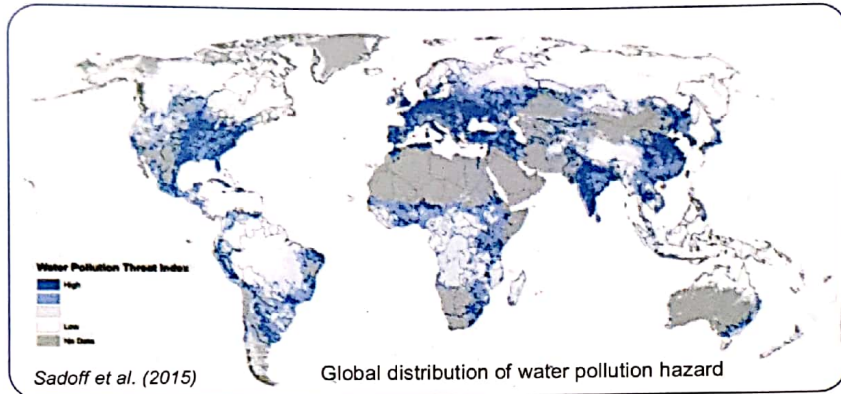 Water Pollution Threat Index
High
Low
No Data
Sadoff et al. (2015)
Global distribution of water pollution hazard